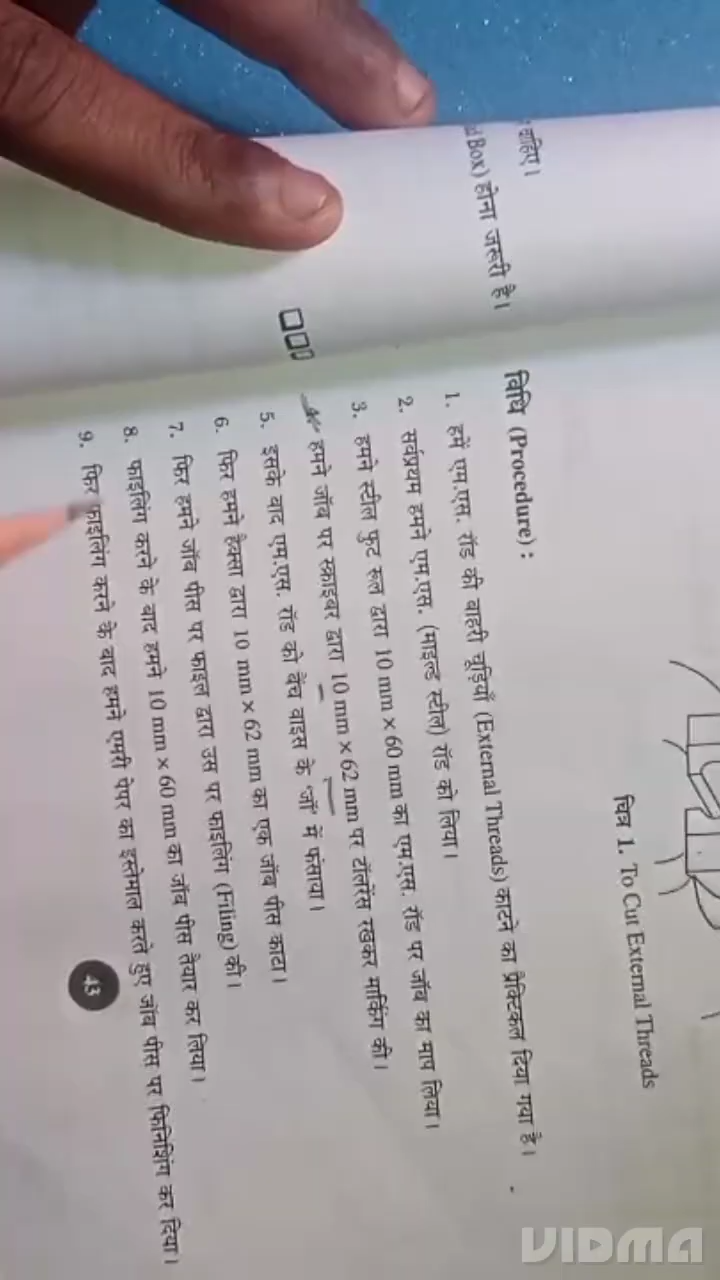 चाहिए।
Box) होना जरूरी है।
चित्र 1. To Cut External Threads
विधि (Procedure) :
1. हमें एम.एस. रॉड की बाहरी चूड़ियाँ (External Threads) काटने का प्रैक्टिकल दिया गया है।
2. सर्वप्रथम हमने एम.एस. (माइल्ड स्टील) रॉड को लिया।
3. हमने स्टील फुट रूल द्वारा 10 mm × 60 mm का एम.एस. रॉड पर जॉब का माप लिया।
हमने जॉब पर स्क्राइबर द्वारा 10 mm × 62 mm पर टॉलरेंस रखकर मार्किंग की।
5. इसके बाद एम.एस. रॉड को बैंच वाइस के 'जॉ' में फंसाया।
6. फिर हमने हैक्सा द्वारा 10 mm × 62 mm का एक जॉब पीस काटा।
7. फिर हमने जॉब पीस पर फाइल द्वारा उस पर फाइलिंग (Filing) की।
8. फाइलिंग करने के बाद हमने 10 mm × 60 mm का जॉब पीस तैयार कर लिया।
9. फिर फाइलिंग करने के बाद हमने एमरी पेपर का इस्तेमाल करते हुए जॉब पीस पर फिनिशिंग कर दिया।
43
VIDMA